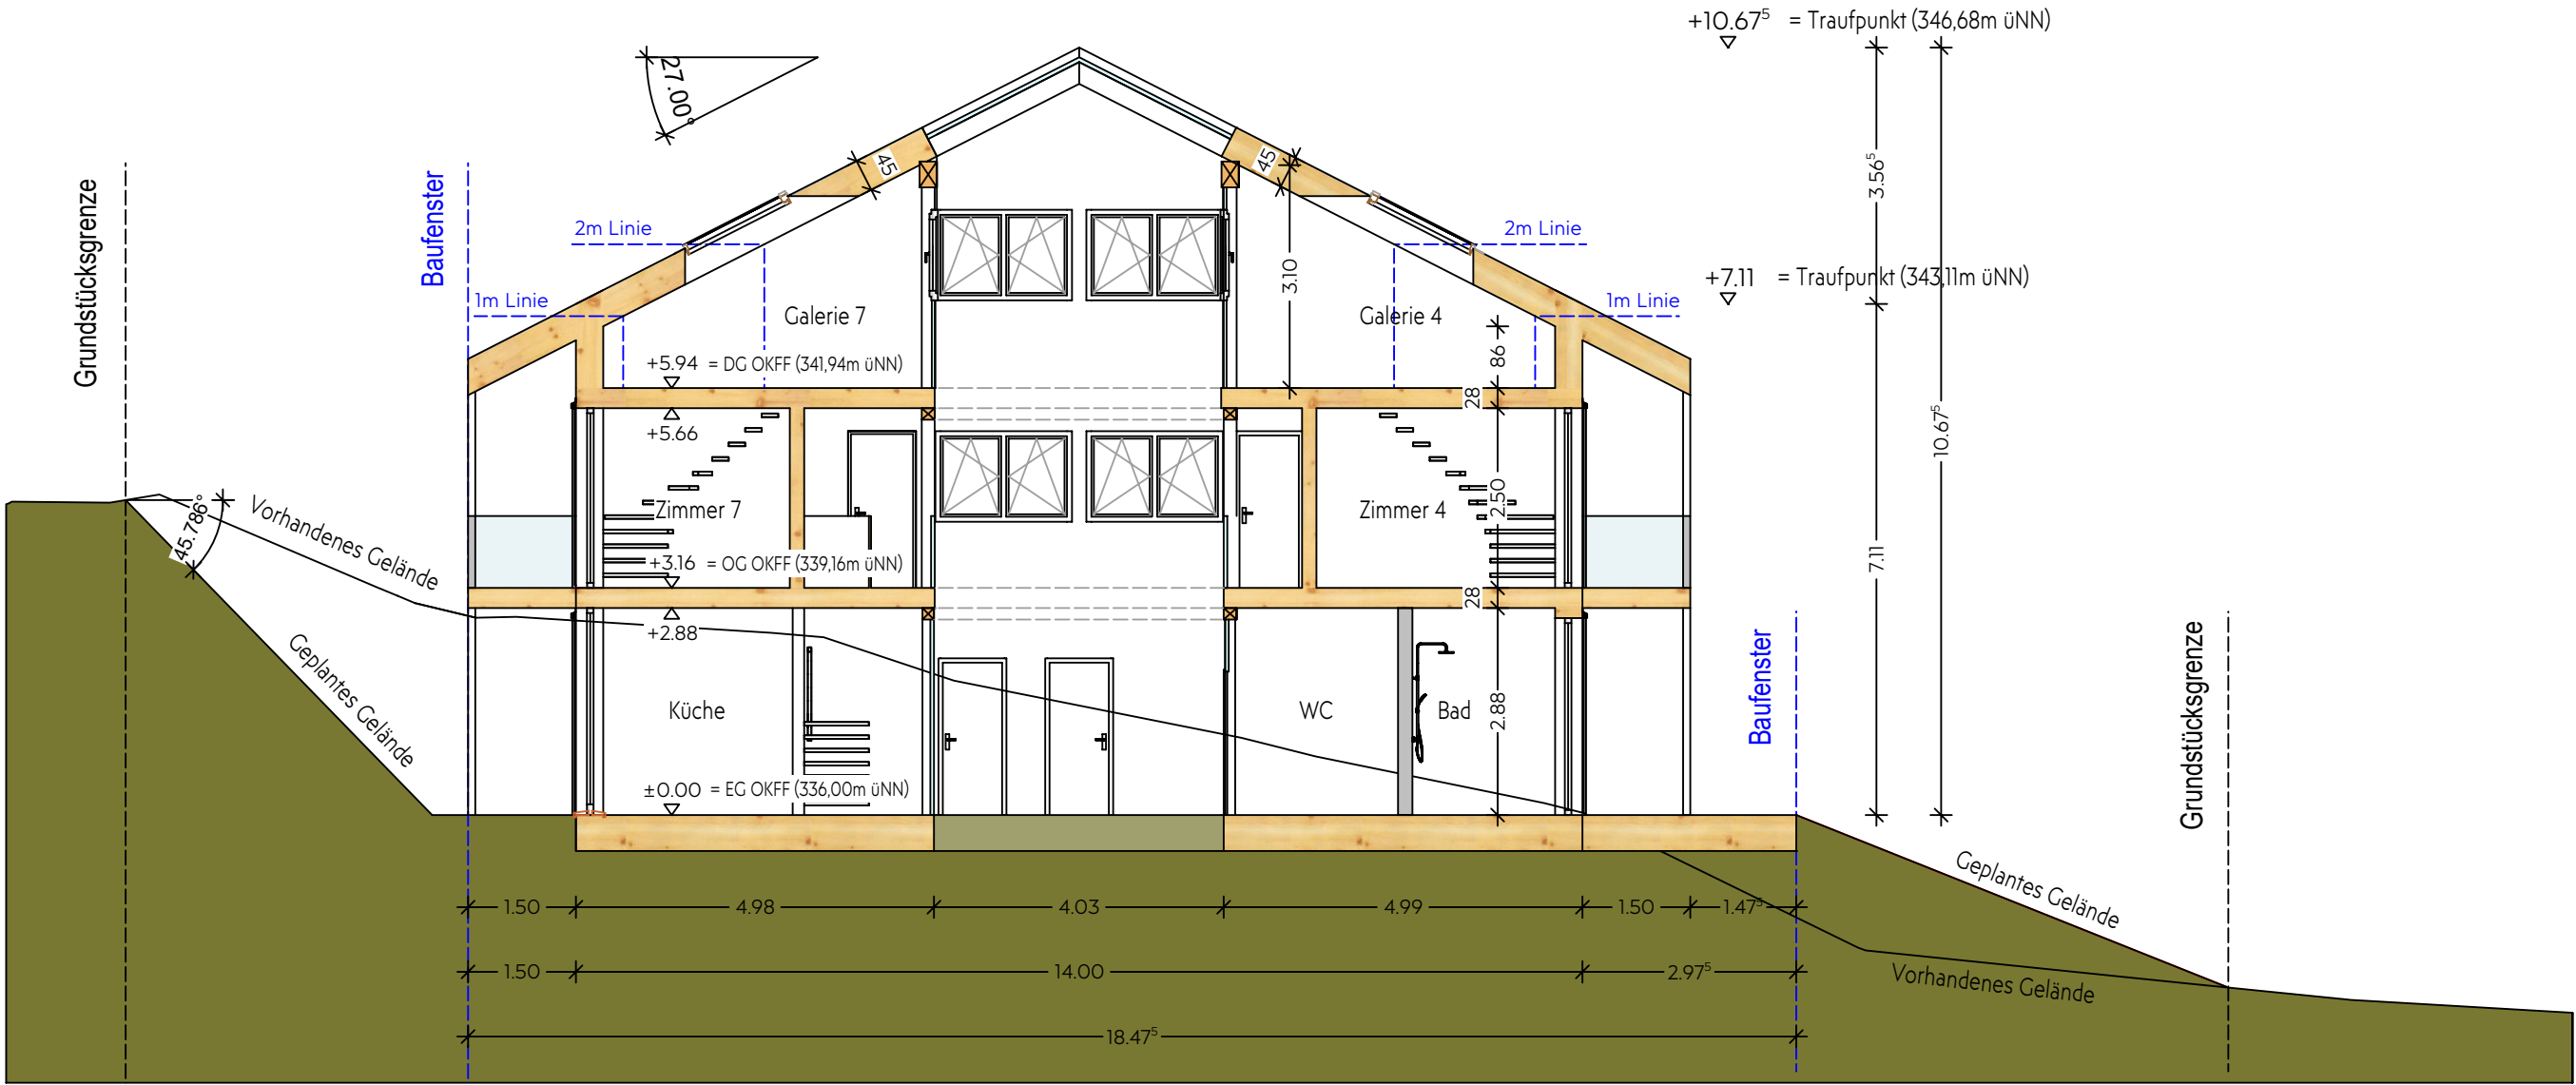 +10.67⁵ = Traufpunkt (346,68m üNN)
27.00°
Grundstücksgrenze
Baufenster
45
45
3.56⁵
2m Linie
2m Linie
3.10
+7.11 = Traufpunkt (343,11m üNN)
1m Linie
1m Linie
Galerie 7
Galerie 4
86
+5.94 = DG OKFF (341,94m üNN)
28
+5.66
10.67⁵
45.786°
Vorhandenes Gelände
Zimmer 7
Zimmer 4
2.50
7.11
+3.16 = OG OKFF (339,16m üNN)
28
+2.88
Geplantes Gelände
Baufenster
Grundstücksgrenze
Küche
WC
Bad
2.88
±0.00 = EG OKFF (336,00m üNN)
Geplantes Gelände
1.50
4.98
4.03
4.99
1.50
1.47⁵
1.50
14.00
2.97⁵
Vorhandenes Gelände
18.47⁵